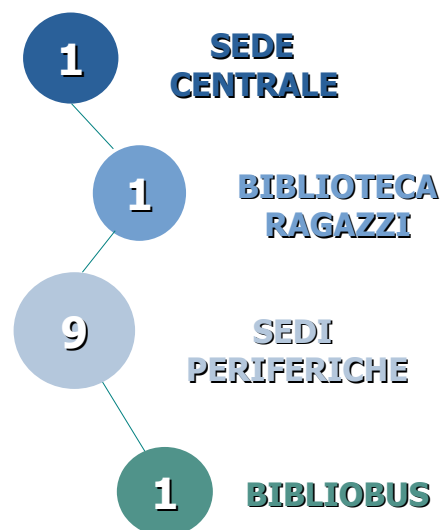 1
SEDE
CENTRALE
1
BIBLIOTECA
RAGAZZI
9
SEDI
PERIFERICHE
1
BIBLIOBUS